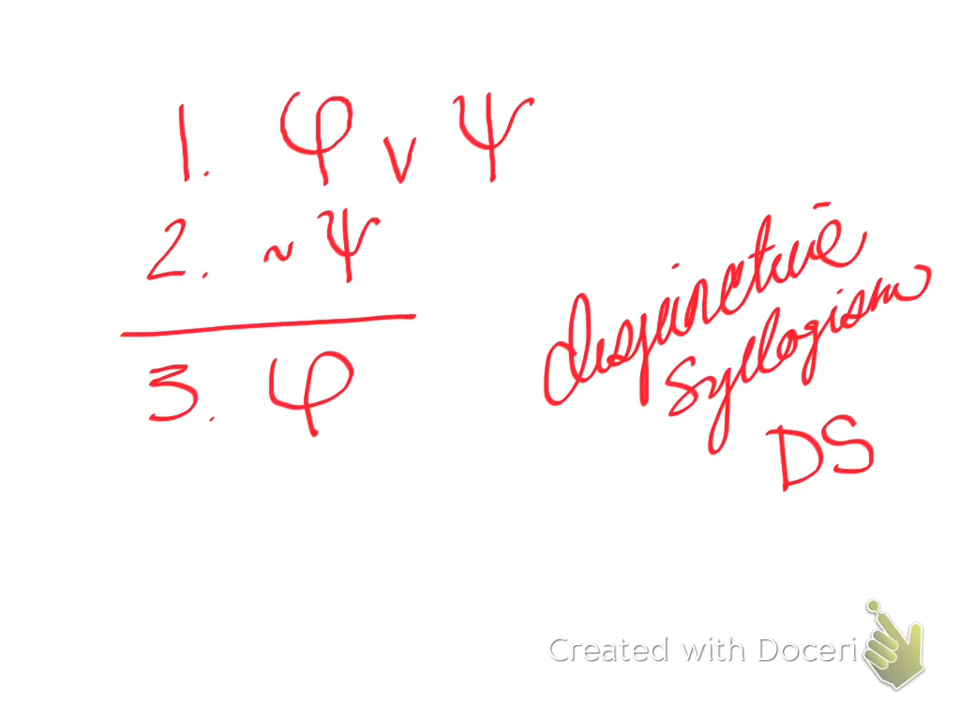 1. φ v ψ
2. ~ ψ
3. φ
disjunctive
syllogism
DS
Created with Doceri